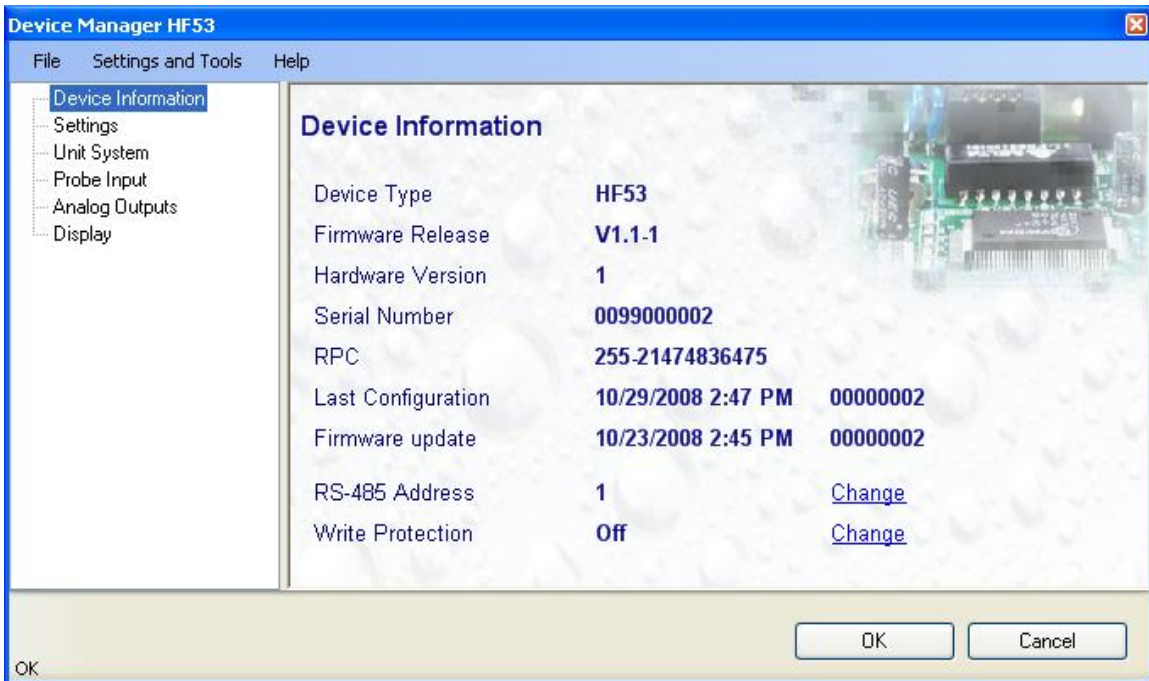 Device Manager HF53
File Settings and Tools Help
Device Information
Settings
Unit System
Probe Input
Analog Outputs
Display
Device Information
Device Type HF53
Firmware Release V1.1-1
Hardware Version 1
Serial Number 0099000002
RPC 255-21474836475
Last Configuration 10/29/2008 2:47 PM 00000002
Firmware update 10/23/2008 2:45 PM 00000002
RS-485 Address 1 Change
Write Protection Off Change
OK Cancel
OK